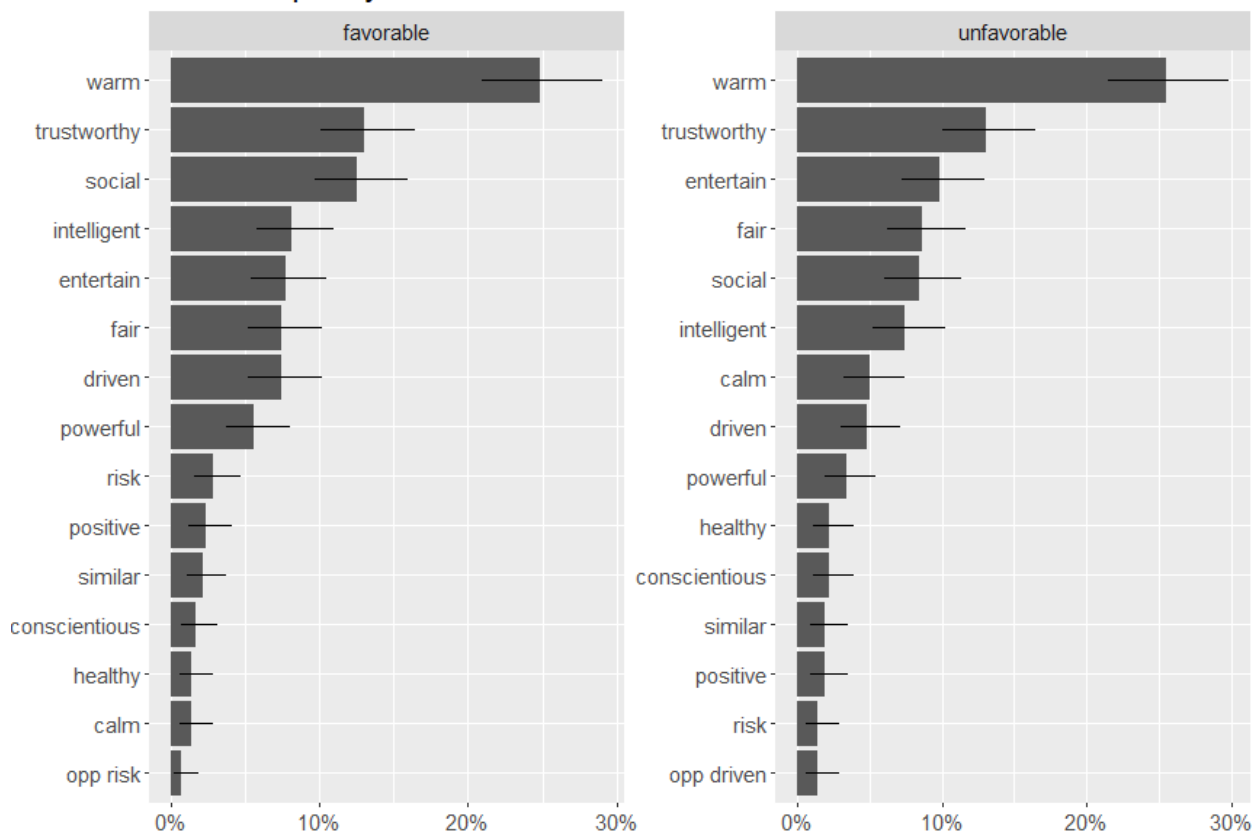 favorable
warm
trustworthy
social
intelligent
entertain
fair
driven
powerful
risk
positive
similar
conscientious
healthy
calm
opp risk
0% 10% 20% 30%
unfavorable
warm
trustworthy
entertain
fair
social
intelligent
calm
driven
powerful
healthy
conscientious
similar
positive
risk
opp driven
0% 10% 20% 30%